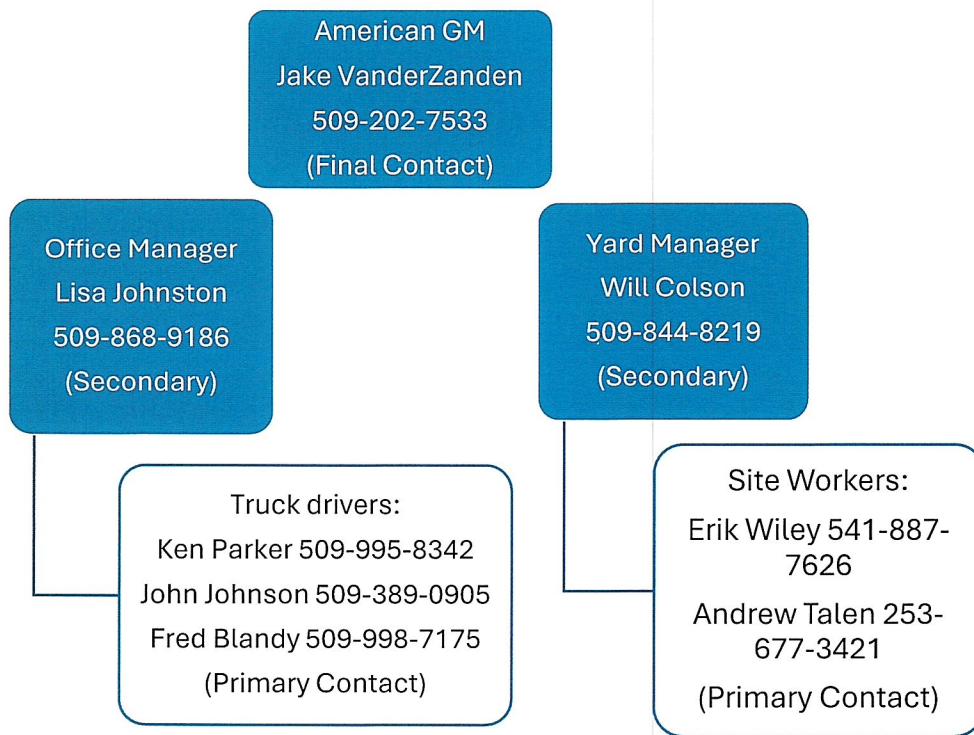 American GM
Jake VanderZanden
509-202-7533
(Final Contact)
Office Manager
Lisa Johnston
509-868-9186
(Secondary)
Yard Manager
Will Colson
509-844-8219
(Secondary)
Truck drivers:
Ken Parker 509-995-8342
John Johnson 509-389-0905
Fred Blandy 509-998-7175
(Primary Contact)
Site Workers:
Erik Wiley 541-887-
7626
Andrew Talen 253-
677-3421
(Primary Contact)